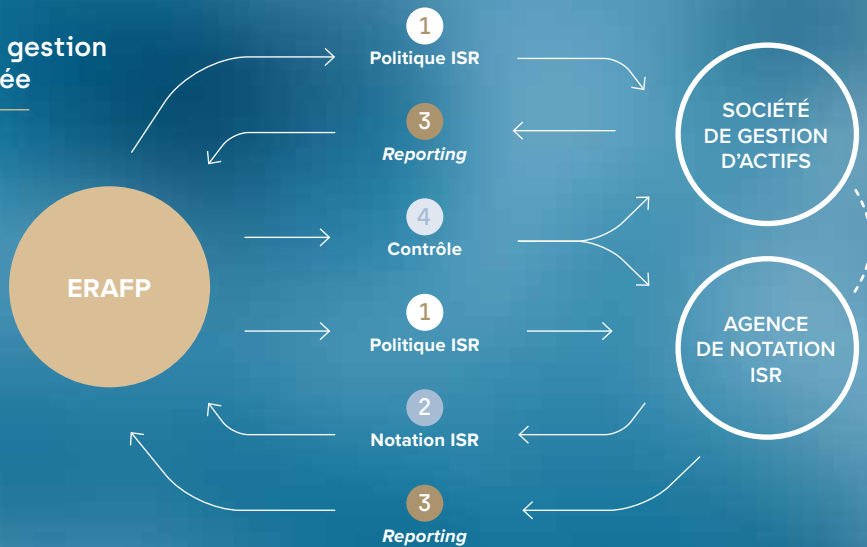 gestion
ée
1
Politique ISR
3
Reporting
4
Contrôle
1
Politique ISR
2
Notation ISR
3
Reporting
ERAFP
SOCIÉTÉ
DE GESTION
D'ACTIFS
AGENCE
DE NOTATION
ISR